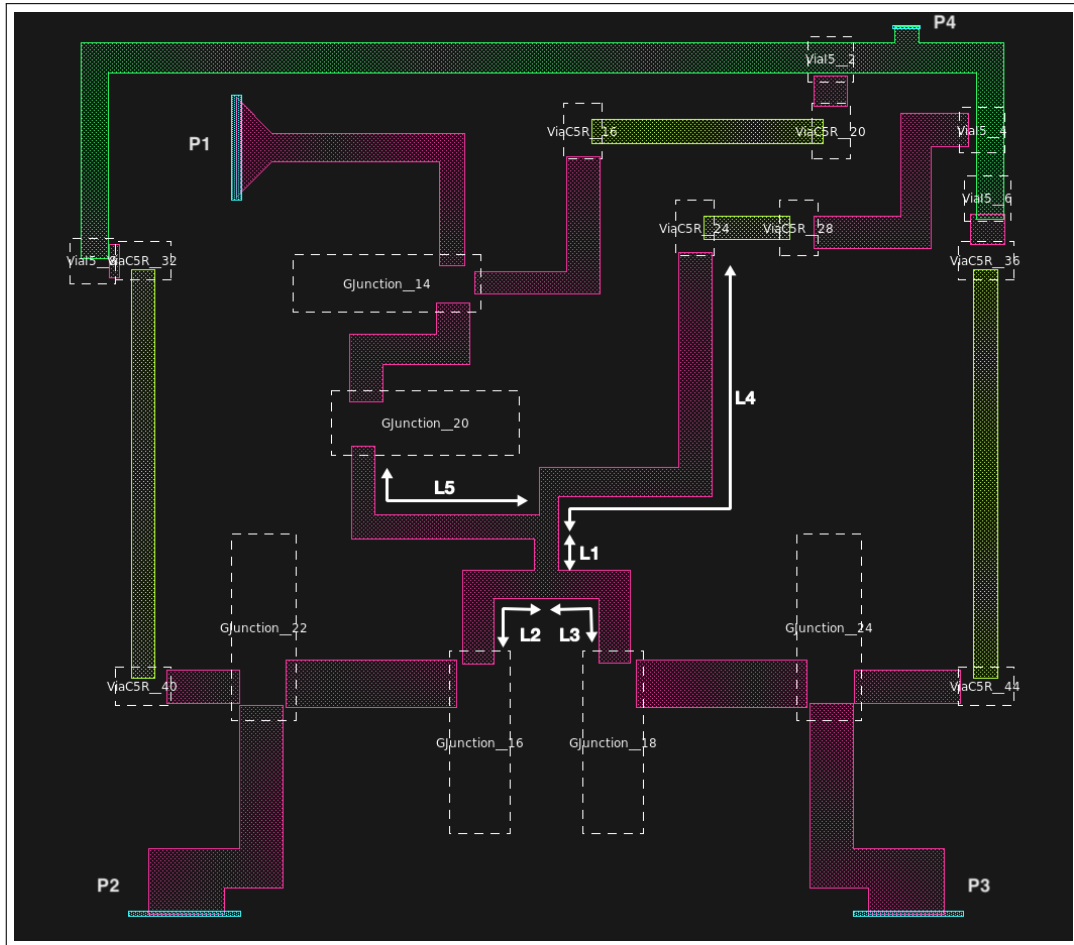 P4
ViaI5__2
P1
ViaC5R__16
ViaC5R__20
ViaI5__4
ViaI5__6
ViaC5R__24
ViaC5R__28
ViaC5R__32
ViaC5R__36
GJunction__14
L4
GJunction__20
L5
L1
GJunction__22
GJunction__24
L2
L3
ViaC5R__40
ViaC5R__44
GJunction__16
GJunction__18
P2
P3